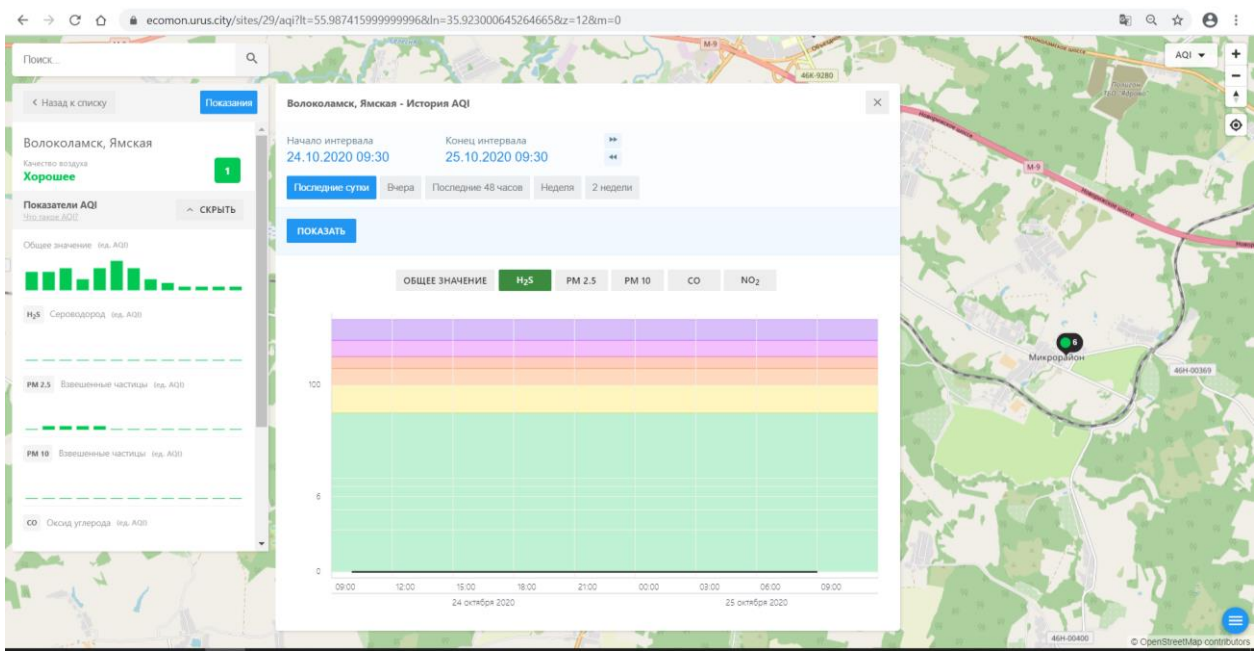 ecomon.urus.city/sites/29/aqi?lt=55.987415999999996&ln=35.923000645264665&z=12&m=0
Поиск...
AQI
Назад к списку
Показания
Волоколамск, Ямская
Качество воздуха
Хорошее
1
Показатели AQI
Что такое AQI?
СКРЫТЬ
Общее значение (ед. AQI)
H₂S Сероводород (ед. AQI)
PM 2.5 Взвешенные частицы (ед. AQI)
PM 10 Взвешенные частицы (ед. AQI)
CO Оксид углерода (ед. AQI)
Волоколамск, Ямская - История AQI
Начало интервала
Конец интервала
24.10.2020 09:30
25.10.2020 09:30
Последние сутки
Вчера
Последние 48 часов
Неделя
2 недели
ПОКАЗАТЬ
ОБЩЕЕ ЗНАЧЕНИЕ
H₂S
PM 2.5
PM 10
CO
NO₂
100
6
0
09:00 12:00 15:00 18:00 21:00 00:00 03:00 06:00 09:00
24 октября 2020
25 октября 2020
M-9
46К-9280
M-9
6
Микрорайон
46Н-00369
46Н-00400
© OpenStreetMap contributors